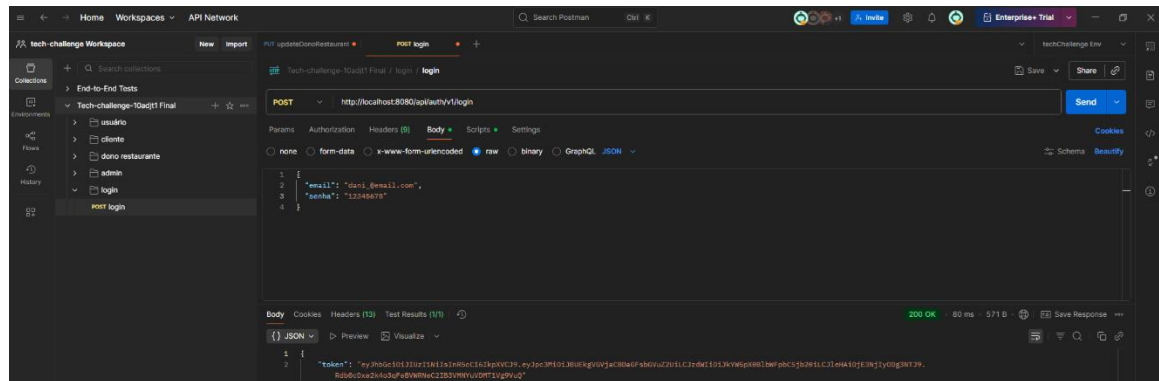 Home Workspaces API Network
Search Postman Ctrl K
+1 Invite
Enterprise+ Trial
tech-challenge Workspace
New Import
PUT updateDonoRestaurant
POST login
techChallenge Env
Collections
Environments
Flows
History
Search collections
End-to-End Tests
Tech-challenge-10adjt1 Final
usuário
cliente
dono restaurante
admin
login
POST login
Tech-challenge-10adjt1 Final / login / login
Save
Share
POST http://localhost:8080/api/auth/v1/login
Send
Params Authorization Headers (9) Body Scripts Settings
Cookies
none form-data x-www-form-urlencoded raw binary GraphQL JSON
Schema Beautify
1 {
2 "email": "dani_@email.com",
3 "senha": "12345678"
4 }
Body Cookies Headers (13) Test Results (1/1)
200 OK 80 ms 571 B Save Response
{} JSON Preview Visualize
1 {
2 "token":